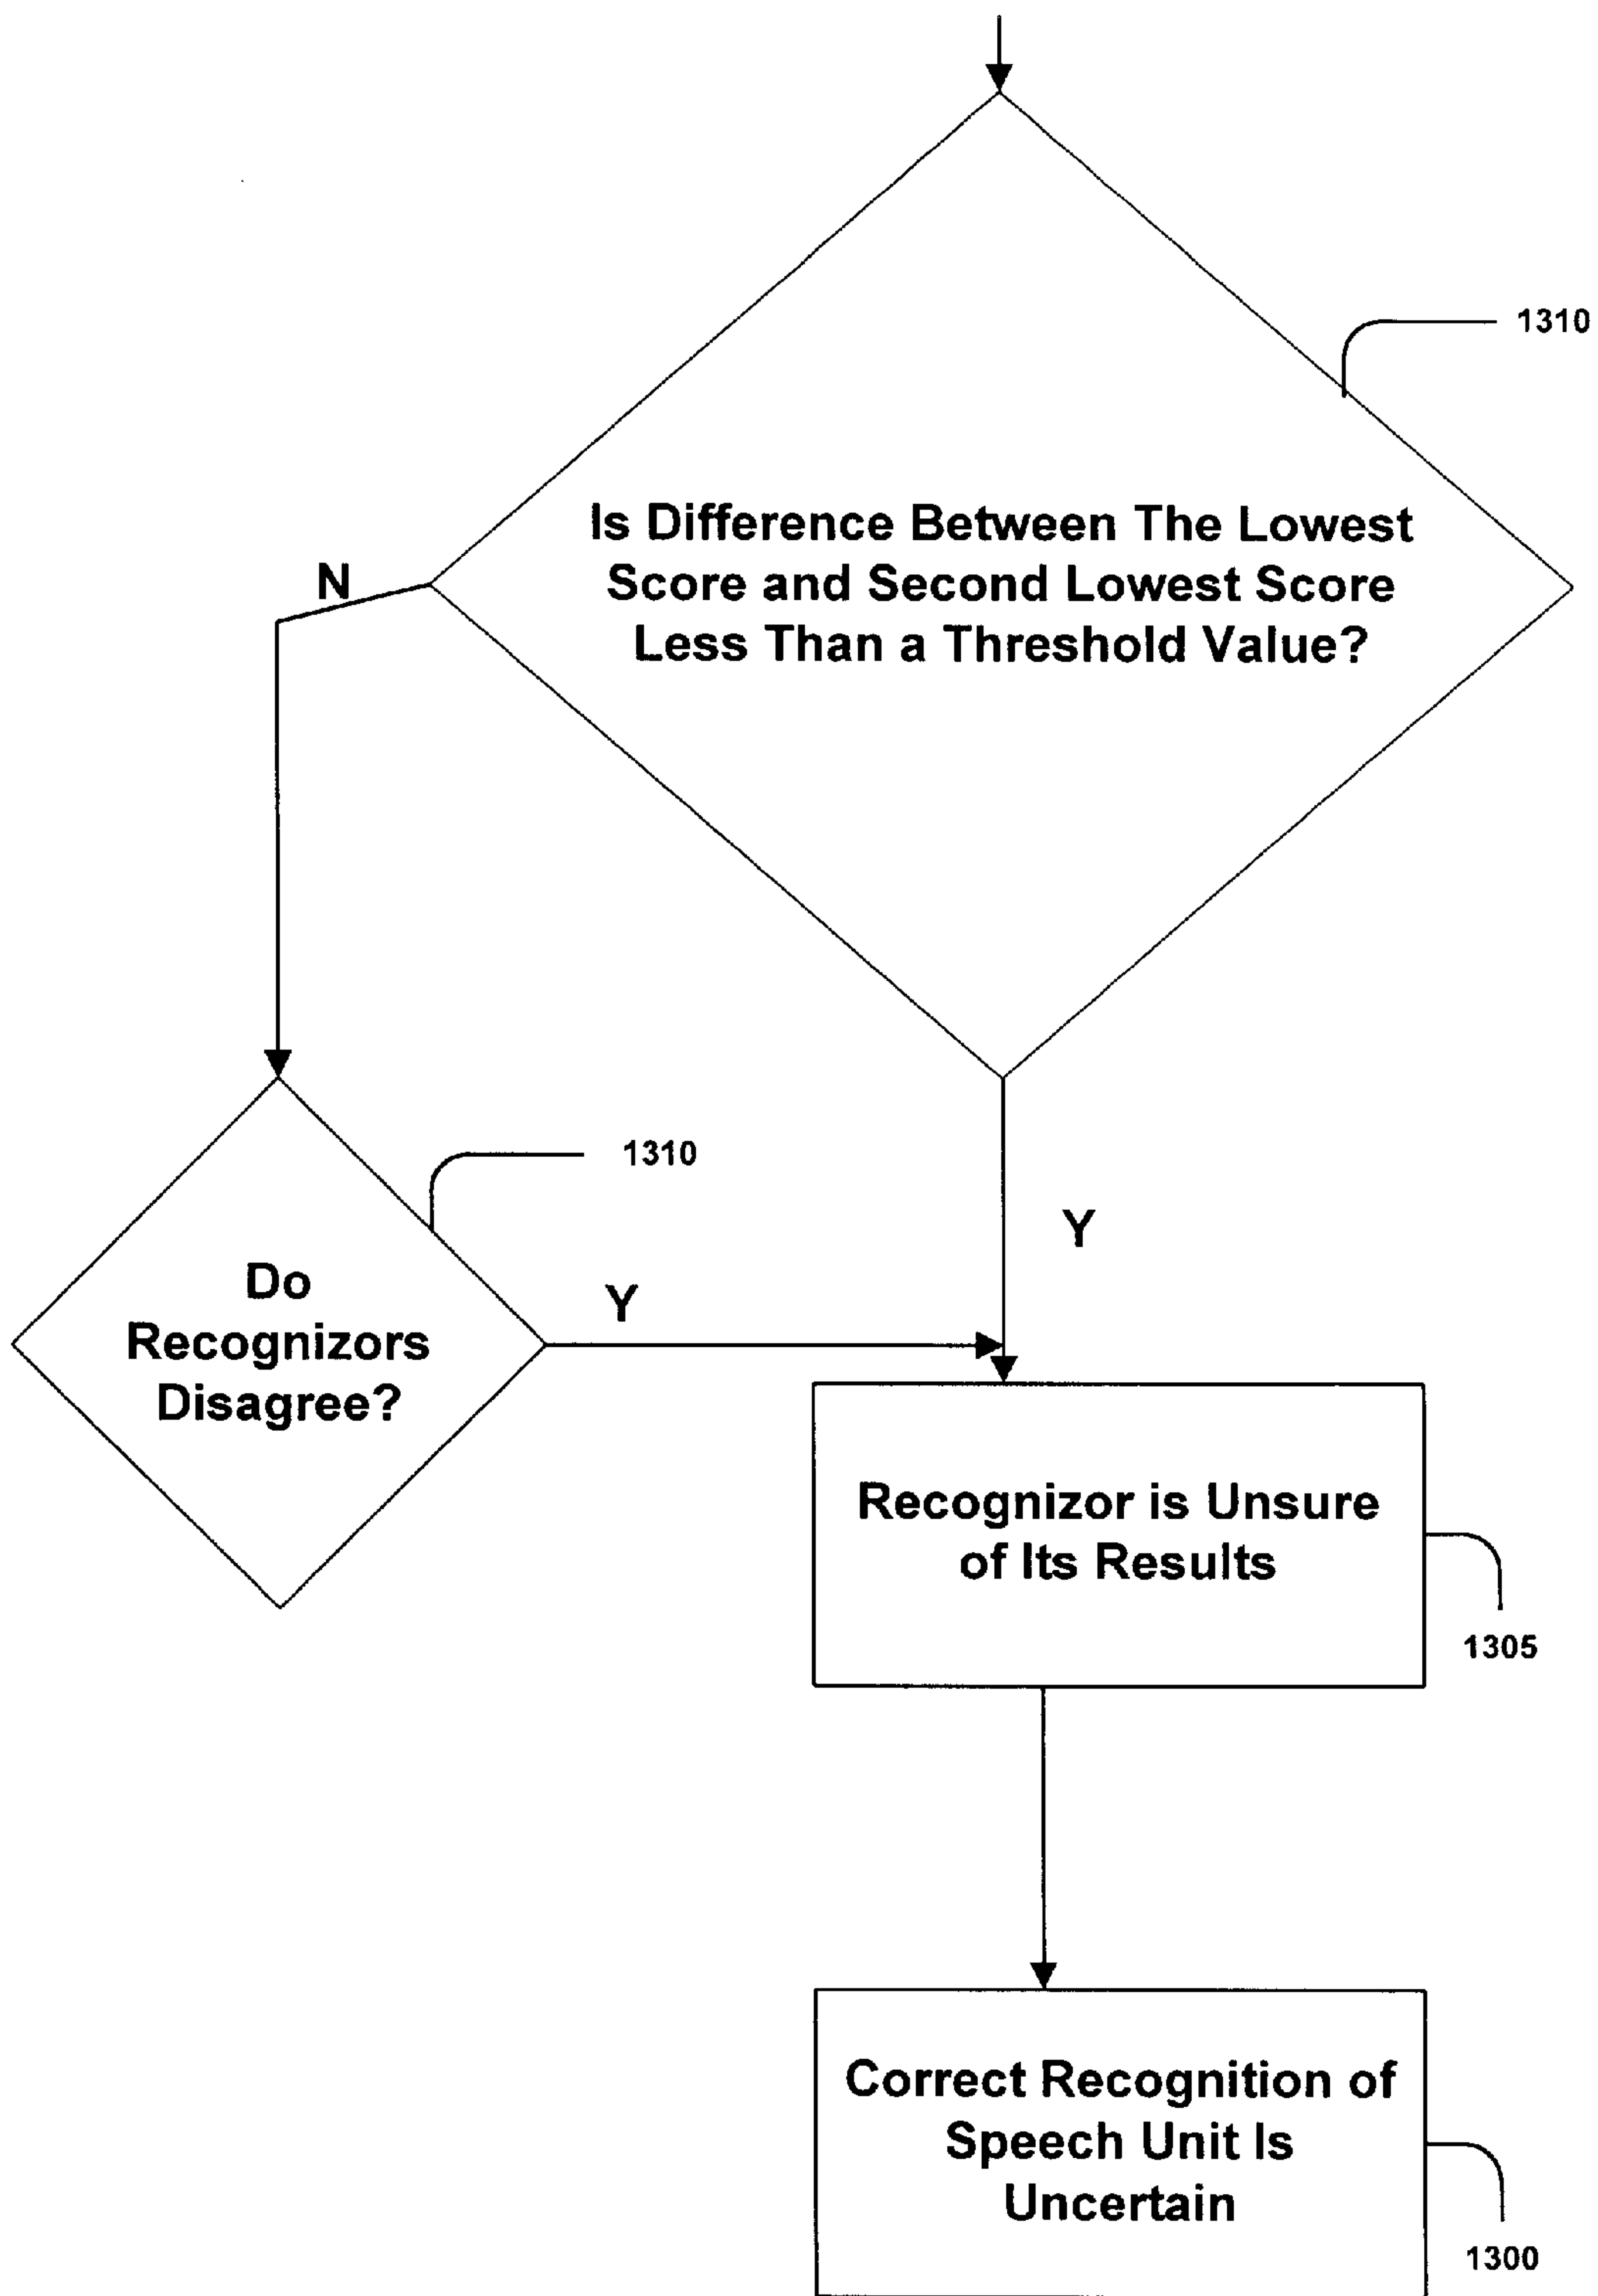 1310
Is Difference Between The Lowest
Score and Second Lowest Score
Less Than a Threshold Value?
N
1310
Y
Do
Recognizors
Disagree?
Y
Recognizor is Unsure
of Its Results
1305
Correct Recognition of
Speech Unit Is
Uncertain
1300